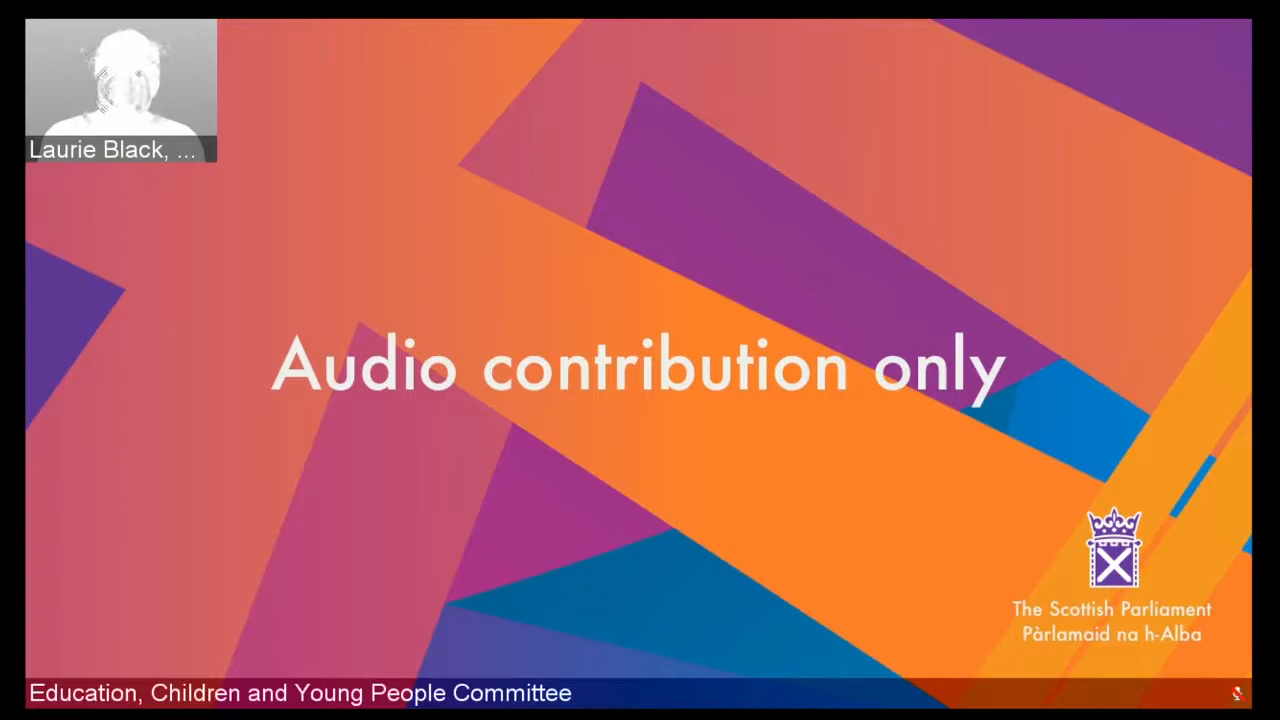 Laurie Black, ...
Audio contribution only
The Scottish Parliament
Pàrlamaid na h-Alba
Education, Children and Young People Committee